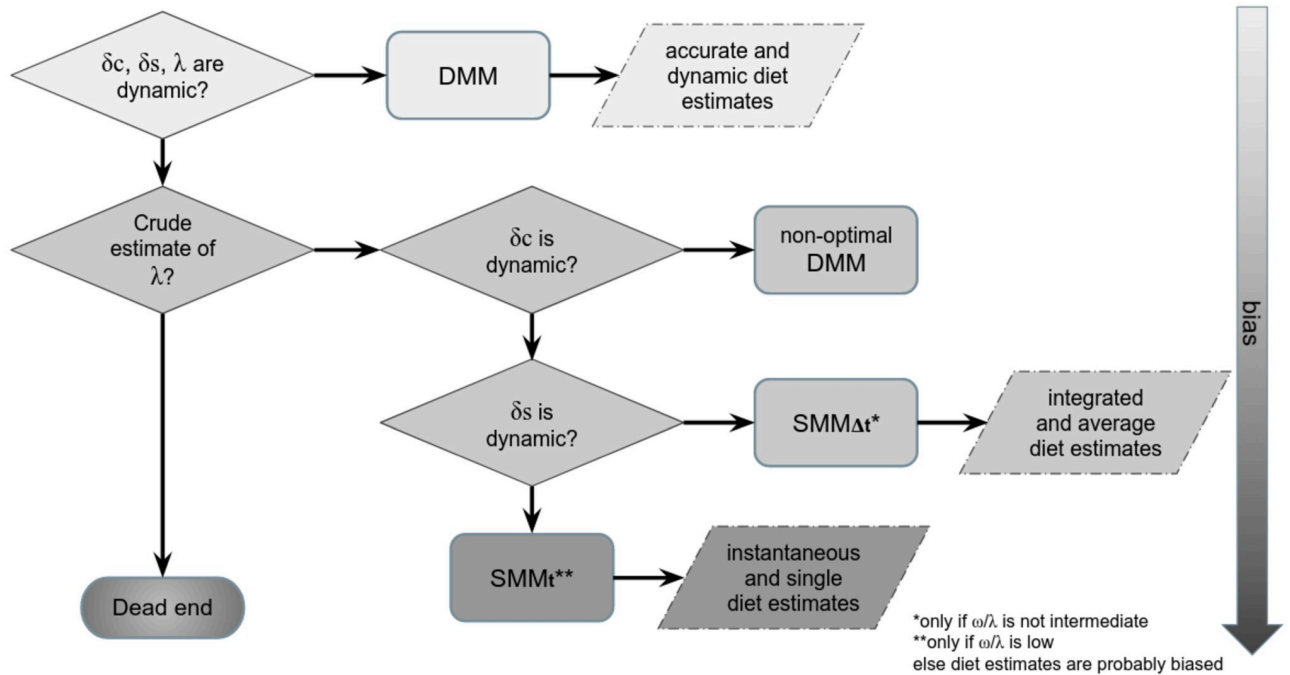 δc, δs, λ are
dynamic?
DMM
accurate and
dynamic diet
estimates
Crude
estimate of
λ?
δc is
dynamic?
non-optimal
DMM
bias
δs is
dynamic?
SMMΔt*
integrated
and average
diet estimates
SMMt**
instantaneous
and single
diet estimates
Dead end
*only if ω/λ is not intermediate
**only if ω/λ is low
else diet estimates are probably biased